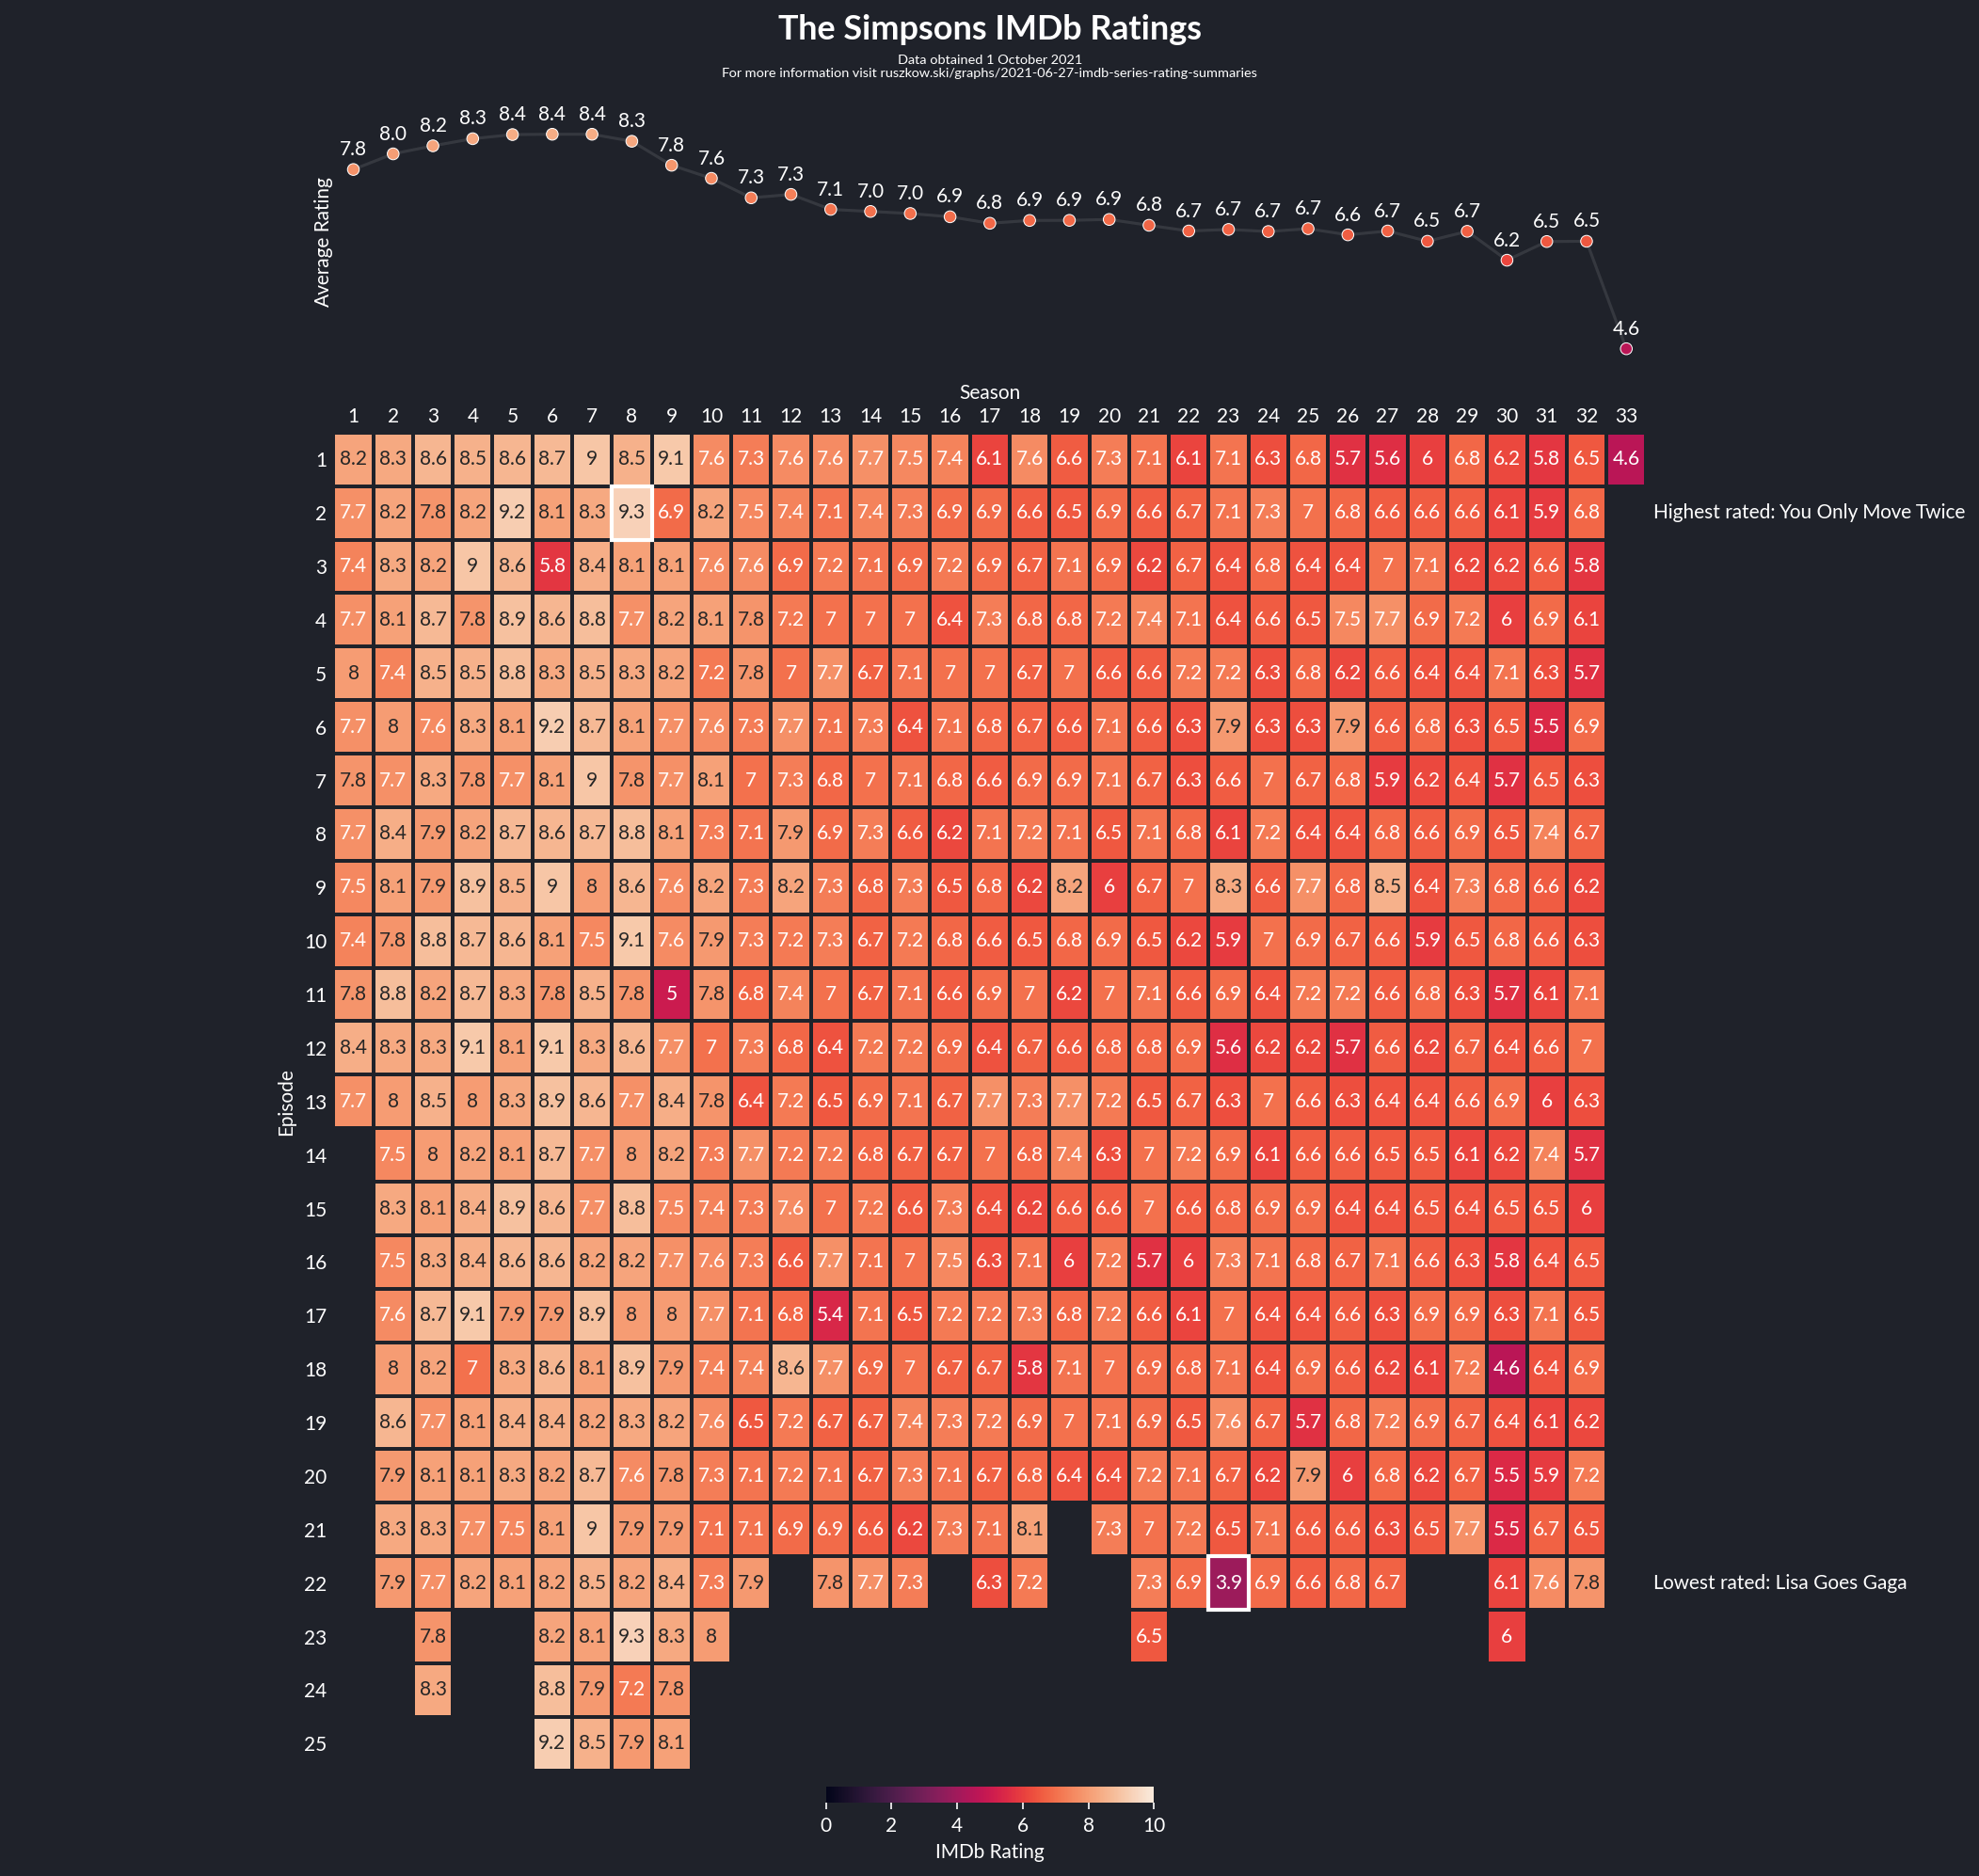 The Simpsons IMDb Ratings
Data obtained 1 October 2021
For more information visit ruszkow.ski/graphs/2021-06-27-imdb-series-rating-summaries
7.8 8.0 8.2 8.3 8.4 8.4 8.4 8.3 7.8 7.6 7.3 7.3 7.1 7.0 7.0 6.9 6.8 6.9 6.9 6.9 6.8 6.7 6.7 6.7 6.7 6.6 6.7 6.5 6.7 6.2 6.5 6.5 4.6
Average Rating
Season
1 2 3 4 5 6 7 8 9 10 11 12 13 14 15 16 17 18 19 20 21 22 23 24 25 26 27 28 29 30 31 32 33
1 8.2 8.3 8.6 8.5 8.6 8.7 9 8.5 9.1 7.6 7.3 7.6 7.6 7.7 7.5 7.4 6.1 7.6 6.6 7.3 7.1 6.1 7.1 6.3 6.8 5.7 5.6 6 6.8 6.2 5.8 6.5 4.6
2 7.7 8.2 7.8 8.2 9.2 8.1 8.3 9.3 6.9 8.2 7.5 7.4 7.1 7.4 7.3 6.9 6.9 6.6 6.5 6.9 6.6 6.7 7.1 7.3 7 6.8 6.6 6.6 6.6 6.1 5.9 6.8 Highest rated: You Only Move Twice
3 7.4 8.3 8.2 9 8.6 5.8 8.4 8.1 8.1 7.6 7.6 6.9 7.2 7.1 6.9 7.2 6.9 6.7 7.1 6.9 6.2 6.7 6.4 6.8 6.4 6.4 7 7.1 6.2 6.2 6.6 5.8
4 7.7 8.1 8.7 7.8 8.9 8.6 8.8 7.7 8.2 8.1 7.8 7.2 7 7 7 6.4 7.3 6.8 6.8 7.2 7.4 7.1 6.4 6.6 6.5 7.5 7.7 6.9 7.2 6 6.9 6.1
5 8 7.4 8.5 8.5 8.8 8.3 8.5 8.3 8.2 7.2 7.8 7 7.7 6.7 7.1 7 7 6.7 7 6.6 6.6 7.2 7.2 6.3 6.8 6.2 6.6 6.4 6.4 7.1 6.3 5.7
6 7.7 8 7.6 8.3 8.1 9.2 8.7 8.1 7.7 7.6 7.3 7.7 7.1 7.3 6.4 7.1 6.8 6.7 6.6 7.1 6.6 6.3 7.9 6.3 6.3 7.9 6.6 6.8 6.3 6.5 5.5 6.9
7 7.8 7.7 8.3 7.8 7.7 8.1 9 7.8 7.7 8.1 7 7.3 6.8 7 7.1 6.8 6.6 6.9 6.9 7.1 6.7 6.3 6.6 7 6.7 6.8 5.9 6.2 6.4 5.7 6.5 6.3
8 7.7 8.4 7.9 8.2 8.7 8.6 8.7 8.8 8.1 7.3 7.1 7.9 6.9 7.3 6.6 6.2 7.1 7.2 7.1 6.5 7.1 6.8 6.1 7.2 6.4 6.4 6.8 6.6 6.9 6.5 7.4 6.7
9 7.5 8.1 7.9 8.9 8.5 9 8 8.6 7.6 8.2 7.3 8.2 7.3 6.8 7.3 6.5 6.8 6.2 8.2 6 6.7 7 8.3 6.6 7.7 6.8 8.5 6.4 7.3 6.8 6.6 6.2
10 7.4 7.8 8.8 8.7 8.6 8.1 7.5 9.1 7.6 7.9 7.3 7.2 7.3 6.7 7.2 6.8 6.6 6.5 6.8 6.9 6.5 6.2 5.9 7 6.9 6.7 6.6 5.9 6.5 6.8 6.6 6.3
11 7.8 8.8 8.2 8.7 8.3 7.8 8.5 7.8 5 7.8 6.8 7.4 7 6.7 7.1 6.6 6.9 7 6.2 7 7.1 6.6 6.9 6.4 7.2 7.2 6.6 6.8 6.3 5.7 6.1 7.1
12 8.4 8.3 8.3 9.1 8.1 9.1 8.3 8.6 7.7 7 7.3 6.8 6.4 7.2 7.2 6.9 6.4 6.7 6.6 6.8 6.8 6.9 5.6 6.2 6.2 5.7 6.6 6.2 6.7 6.4 6.6 7
Episode
13 7.7 8 8.5 8 8.3 8.9 8.6 7.7 8.4 7.8 6.4 7.2 6.5 6.9 7.1 6.7 7.7 7.3 7.7 7.2 6.5 6.7 6.3 7 6.6 6.3 6.4 6.4 6.6 6.9 6 6.3
14 7.5 8 8.2 8.1 8.7 7.7 8 8.2 7.3 7.7 7.2 7.2 6.8 6.7 6.7 7 6.8 7.4 6.3 7 7.2 6.9 6.1 6.6 6.6 6.5 6.5 6.1 6.2 7.4 5.7
15 8.3 8.1 8.4 8.9 8.6 7.7 8.8 7.5 7.4 7.3 7.6 7 7.2 6.6 7.3 6.4 6.2 6.6 6.6 7 6.6 6.8 6.9 6.9 6.4 6.4 6.5 6.4 6.5 6.5 6
16 7.5 8.3 8.4 8.6 8.6 8.2 8.2 7.7 7.6 7.3 6.6 7.7 7.1 7 7.5 6.3 7.1 6 7.2 5.7 6 7.3 7.1 6.8 6.7 7.1 6.6 6.3 5.8 6.4 6.5
17 7.6 8.7 9.1 7.9 7.9 8.9 8 8 7.7 7.1 6.8 5.4 7.1 6.5 7.2 7.2 7.3 6.8 7.2 6.6 6.1 7 6.4 6.4 6.6 6.3 6.9 6.9 6.3 7.1 6.5
18 8 8.2 7 8.3 8.6 8.1 8.9 7.9 7.4 7.4 8.6 7.7 6.9 7 6.7 6.7 5.8 7.1 7 6.9 6.8 7.1 6.4 6.9 6.6 6.2 6.1 7.2 4.6 6.4 6.9
19 8.6 7.7 8.1 8.4 8.4 8.2 8.3 8.2 7.6 6.5 7.2 6.7 6.7 7.4 7.3 7.2 6.9 7 7.1 6.9 6.5 7.6 6.7 5.7 6.8 7.2 6.9 6.7 6.4 6.1 6.2
20 7.9 8.1 8.1 8.3 8.2 8.7 7.6 7.8 7.3 7.1 7.2 7.1 6.7 7.3 7.1 6.7 6.8 6.4 6.4 7.2 7.1 6.7 6.2 7.9 6 6.8 6.2 6.7 5.5 5.9 7.2
21 8.3 8.3 7.7 7.5 8.1 9 7.9 7.9 7.1 7.1 6.9 6.9 6.6 6.2 7.3 7.1 8.1 7.3 7 7.2 6.5 7.1 6.6 6.6 6.3 6.5 7.7 5.5 6.7 6.5
22 7.9 7.7 8.2 8.1 8.2 8.5 8.2 8.4 7.3 7.9 7.8 7.7 7.3 6.3 7.2 7.3 6.9 3.9 6.9 6.6 6.8 6.7 6.1 7.6 7.8 Lowest rated: Lisa Goes Gaga
23 7.8 8.2 8.1 9.3 8.3 8 6.5 6
24 8.3 8.8 7.9 7.2 7.8
25 9.2 8.5 7.9 8.1
0 2 4 6 8 10
IMDb Rating